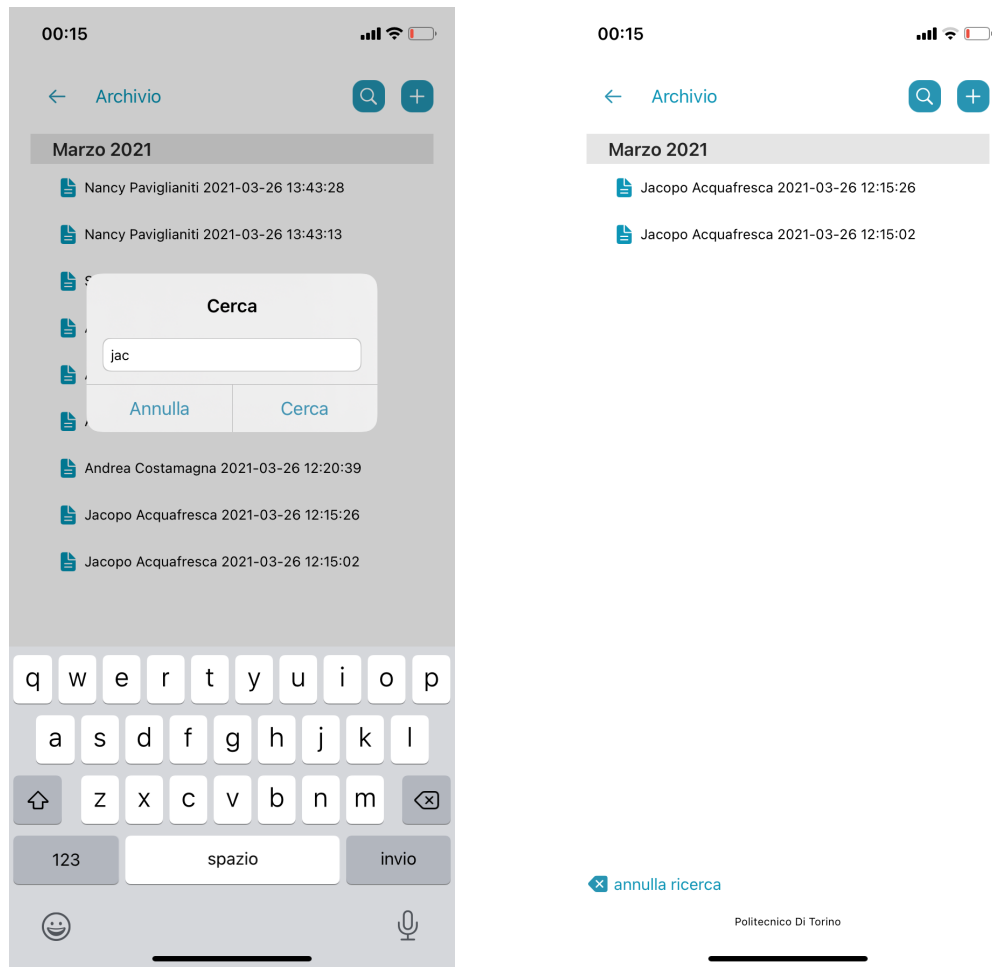 00:15
Archivio
Marzo 2021
Nancy Paviglianiti 2021-03-26 13:43:28
Nancy Paviglianiti 2021-03-26 13:43:13
Cerca
jac
Annulla Cerca
Andrea Costamagna 2021-03-26 12:20:39
Jacopo Acquafresca 2021-03-26 12:15:26
Jacopo Acquafresca 2021-03-26 12:15:02
q w e r t y u i o p
a s d f g h j k l
z x c v b n m
123 spazio invio
00:15
Archivio
Marzo 2021
Jacopo Acquafresca 2021-03-26 12:15:26
Jacopo Acquafresca 2021-03-26 12:15:02
annulla ricerca
Politecnico Di Torino